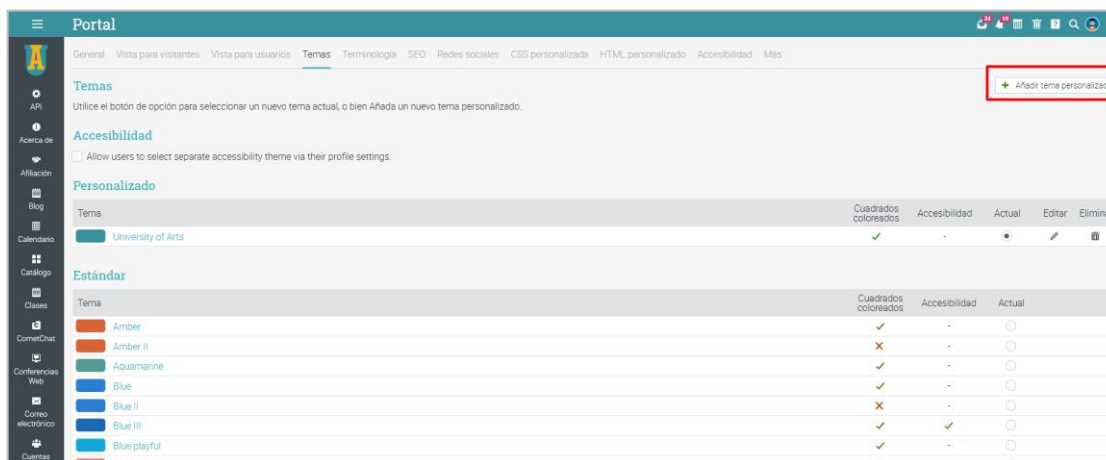 Portal
24
19
General Vista para visitantes Vista para usuarios Temas Terminología SEO Redes sociales CSS personalizada HTML personalizado Accesibilidad Más
Temas
Añadir tema personalizad
Utilice el botón de opción para seleccionar un nuevo tema actual, o bien Añada un nuevo tema personalizado.
Accesibilidad
Allow users to select separate accessibility theme via their profile settings.
Personalizado
Tema Cuadrados coloreados Accesibilidad Actual Editar Elimin
University of Arts -
Estándar
Tema Cuadrados coloreados Accesibilidad Actual
Amber -
Amber II -
Aquamarine -
Blue -
Blue II -
Blue III
Blue playful -
A
API
Acerca de
Afiliación
Blog
Calendario
Catálogo
Clases
CometChat
Conferencias
Web
Correo
electrónico
Cuentas